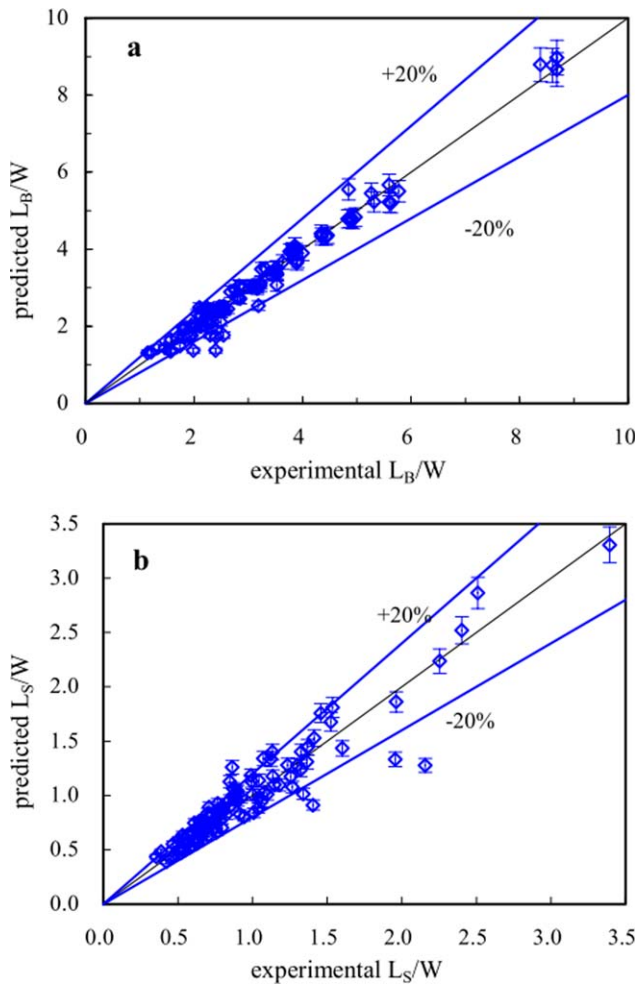 a
10
8
6
4
2
0
predicted L_B/W
+20%
-20%
0 2 4 6 8 10
experimental L_B/W
b
3.5
3.0
2.5
2.0
1.5
1.0
0.5
0.0
predicted L_S/W
+20%
-20%
0.0 0.5 1.0 1.5 2.0 2.5 3.0 3.5
experimental L_S/W